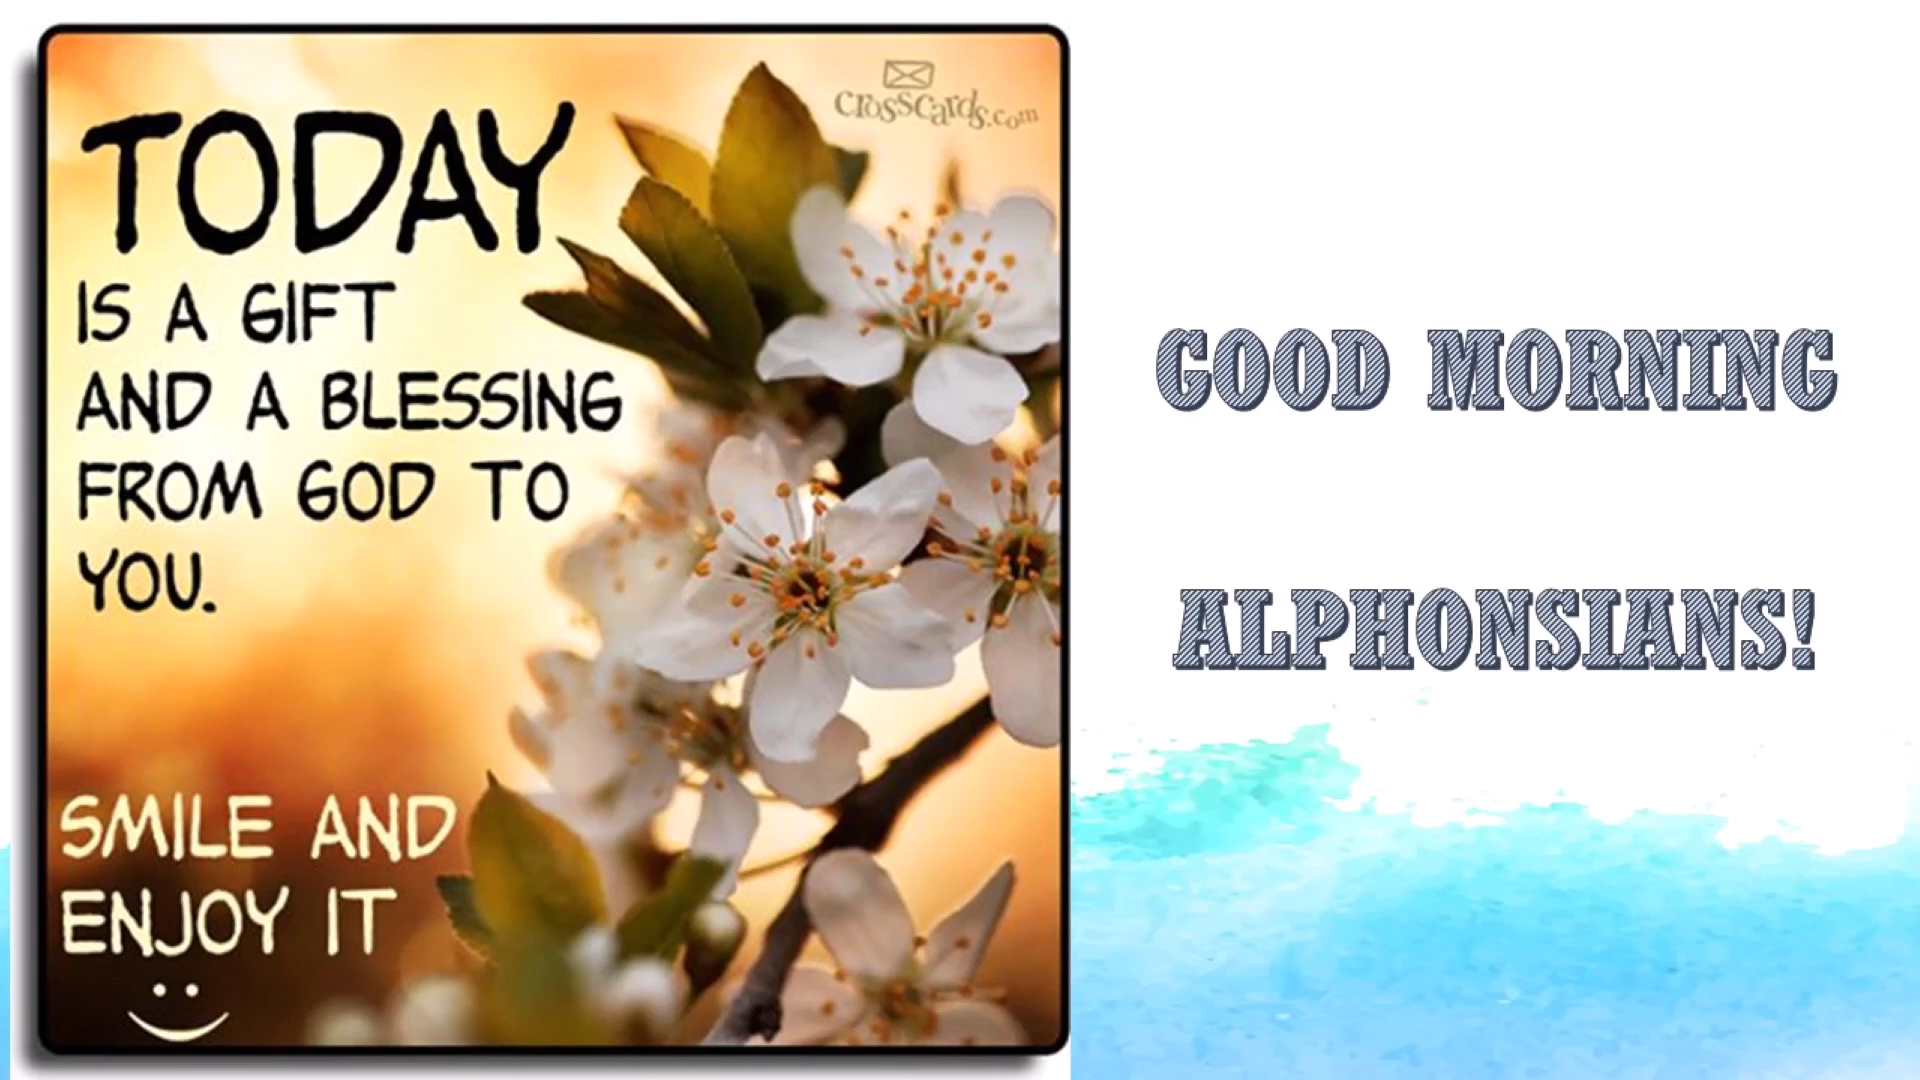 crosscards.com
TODAY
IS A GIFT
AND A BLESSING
FROM GOD TO
YOU.
SMILE AND
ENJOY IT
GOOD MORNING
ALPHONSIANS!